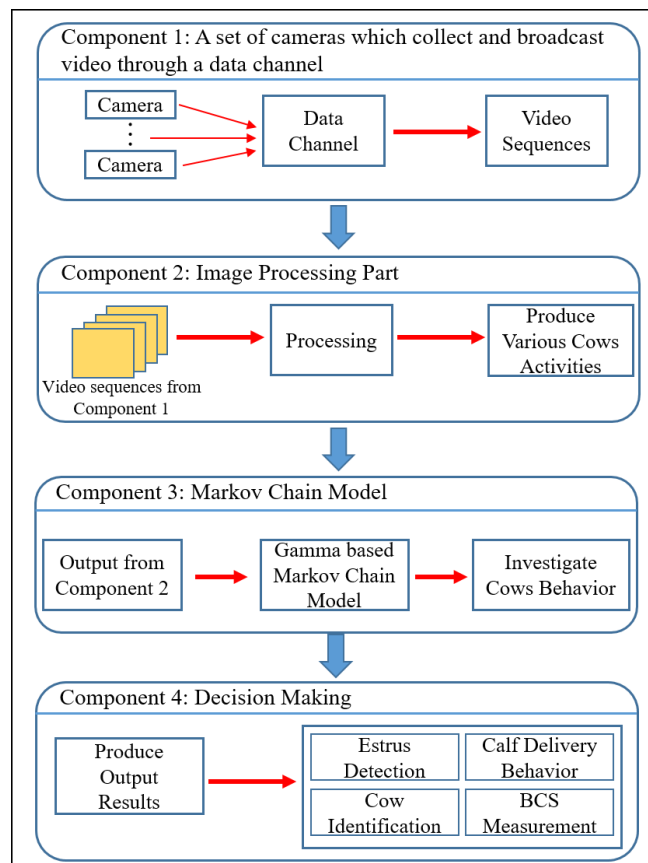 Component 1: A set of cameras which collect and broadcast
video through a data channel
Camera
Camera
Data
Channel
Video
Sequences
Component 2: Image Processing Part
Video sequences from
Component 1
Processing
Produce
Various Cows
Activities
Component 3: Markov Chain Model
Output from
Component 2
Gamma based
Markov Chain
Model
Investigate
Cows Behavior
Component 4: Decision Making
Produce
Output
Results
Estrus
Detection
Calf Delivery
Behavior
Cow
Identification
BCS
Measurement